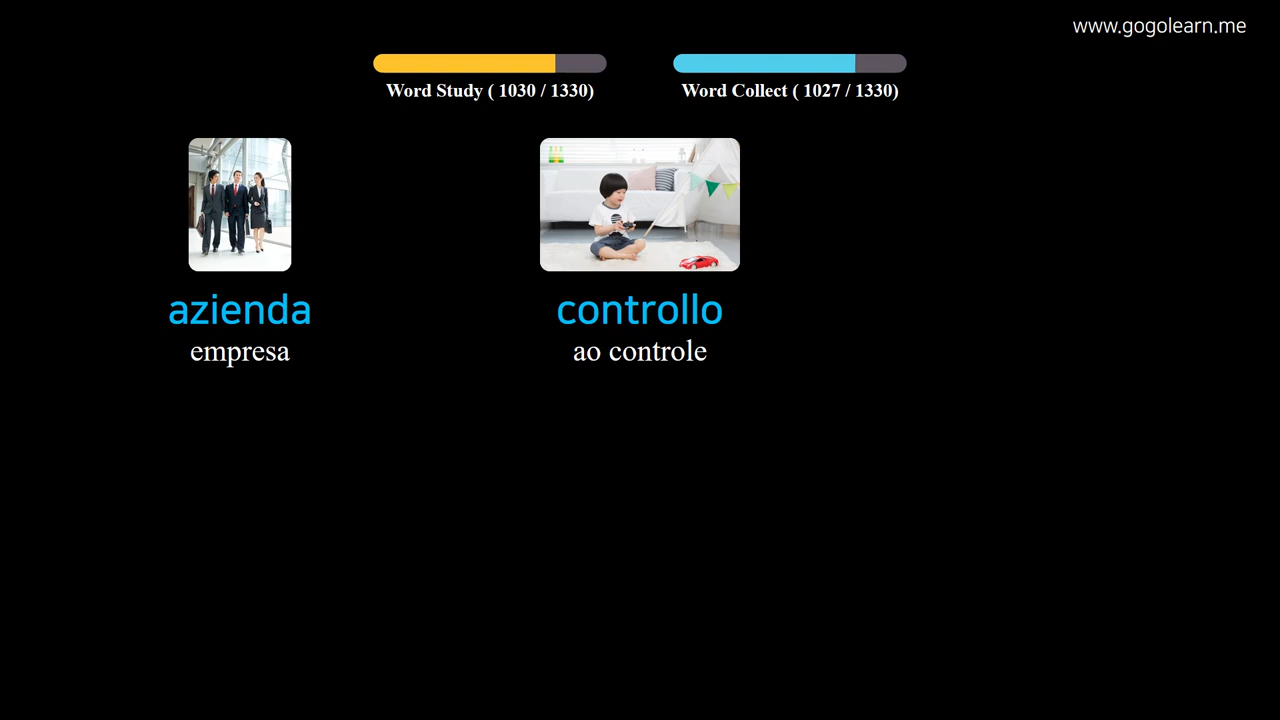 www.gogolearn.me
Word Study ( 1030 / 1330)
Word Collect ( 1027 / 1330)
azienda
empresa
controllo
ao controle